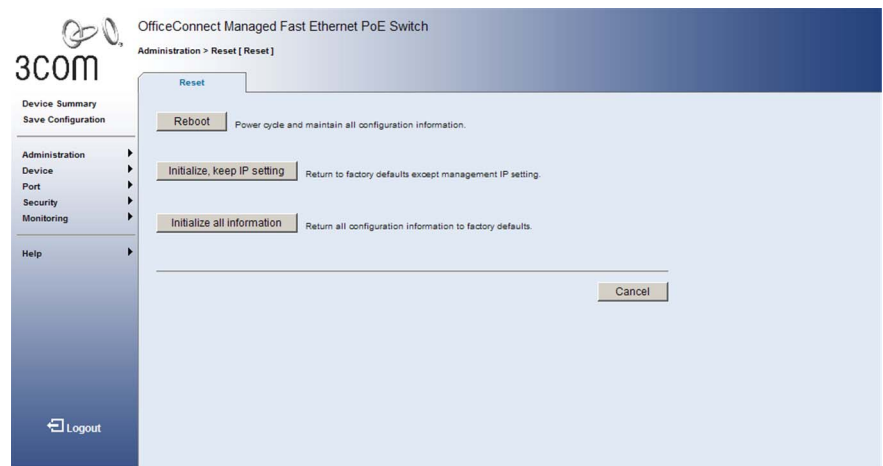 3COM
OfficeConnect Managed Fast Ethernet PoE Switch
Administration > Reset [ Reset ]
Reset
Device Summary
Save Configuration
Administration
Device
Port
Security
Monitoring
Help
Logout
Reboot Power cycle and maintain all configuration information.
Initialize, keep IP setting Return to factory defaults except management IP setting.
Initialize all information Return all configuration information to factory defaults.
Cancel